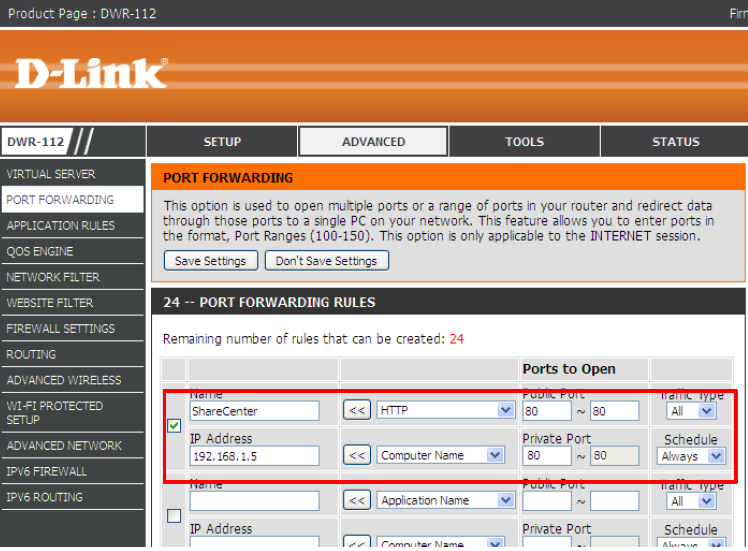 Product Page : DWR-112
D-Link®
DWR-112
SETUP
ADVANCED
TOOLS
STATUS
VIRTUAL SERVER
PORT FORWARDING
APPLICATION RULES
QOS ENGINE
NETWORK FILTER
WEBSITE FILTER
FIREWALL SETTINGS
ROUTING
ADVANCED WIRELESS
WI-FI PROTECTED
SETUP
ADVANCED NETWORK
IPV6 FIREWALL
IPV6 ROUTING
PORT FORWARDING
This option is used to open multiple ports or a range of ports in your router and redirect data
through those ports to a single PC on your network. This feature allows you to enter ports in
the format, Port Ranges (100-150). This option is only applicable to the INTERNET session.
Save Settings Don't Save Settings
24 -- PORT FORWARDING RULES
Remaining number of rules that can be created: 24
Ports to Open
Name Public Port Traffic Type
ShareCenter << HTTP 80 ~ 80 All
IP Address Private Port Schedule
192.168.1.5 << Computer Name 80 ~ 80 Always
Name Public Port Traffic Type
<< Application Name ~ All
IP Address Private Port Schedule
<< Computer Name ~ Always